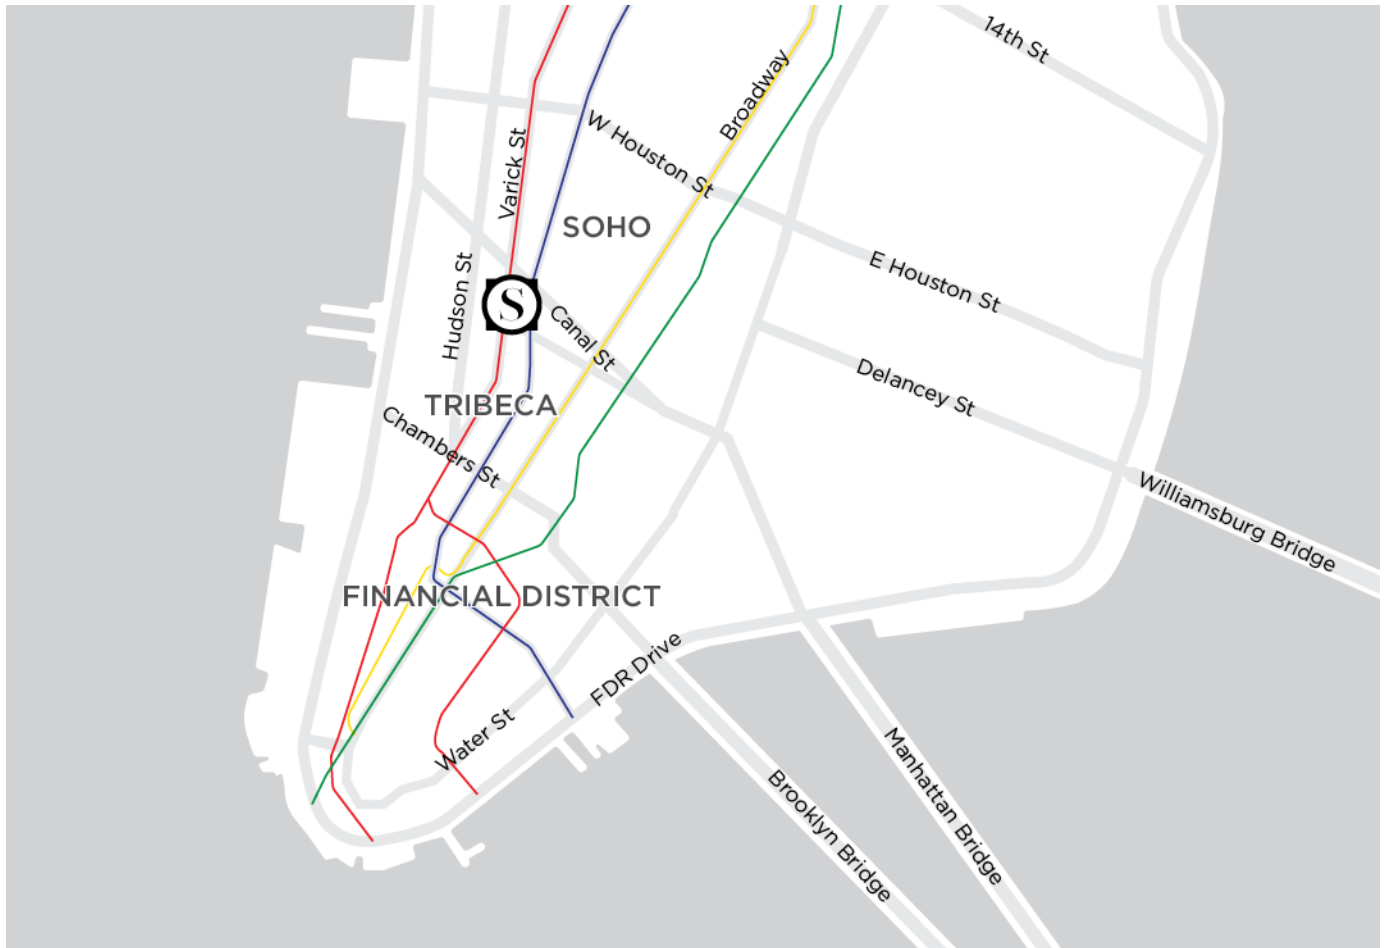 14th St
Broadway
W Houston St
Varick St
SOHO
E Houston St
Hudson St
S
Canal St
Delancey St
TRIBECA
Chambers St
Williamsburg Bridge
FINANCIAL DISTRICT
FDR Drive
Water St
Manhattan Bridge
Brooklyn Bridge